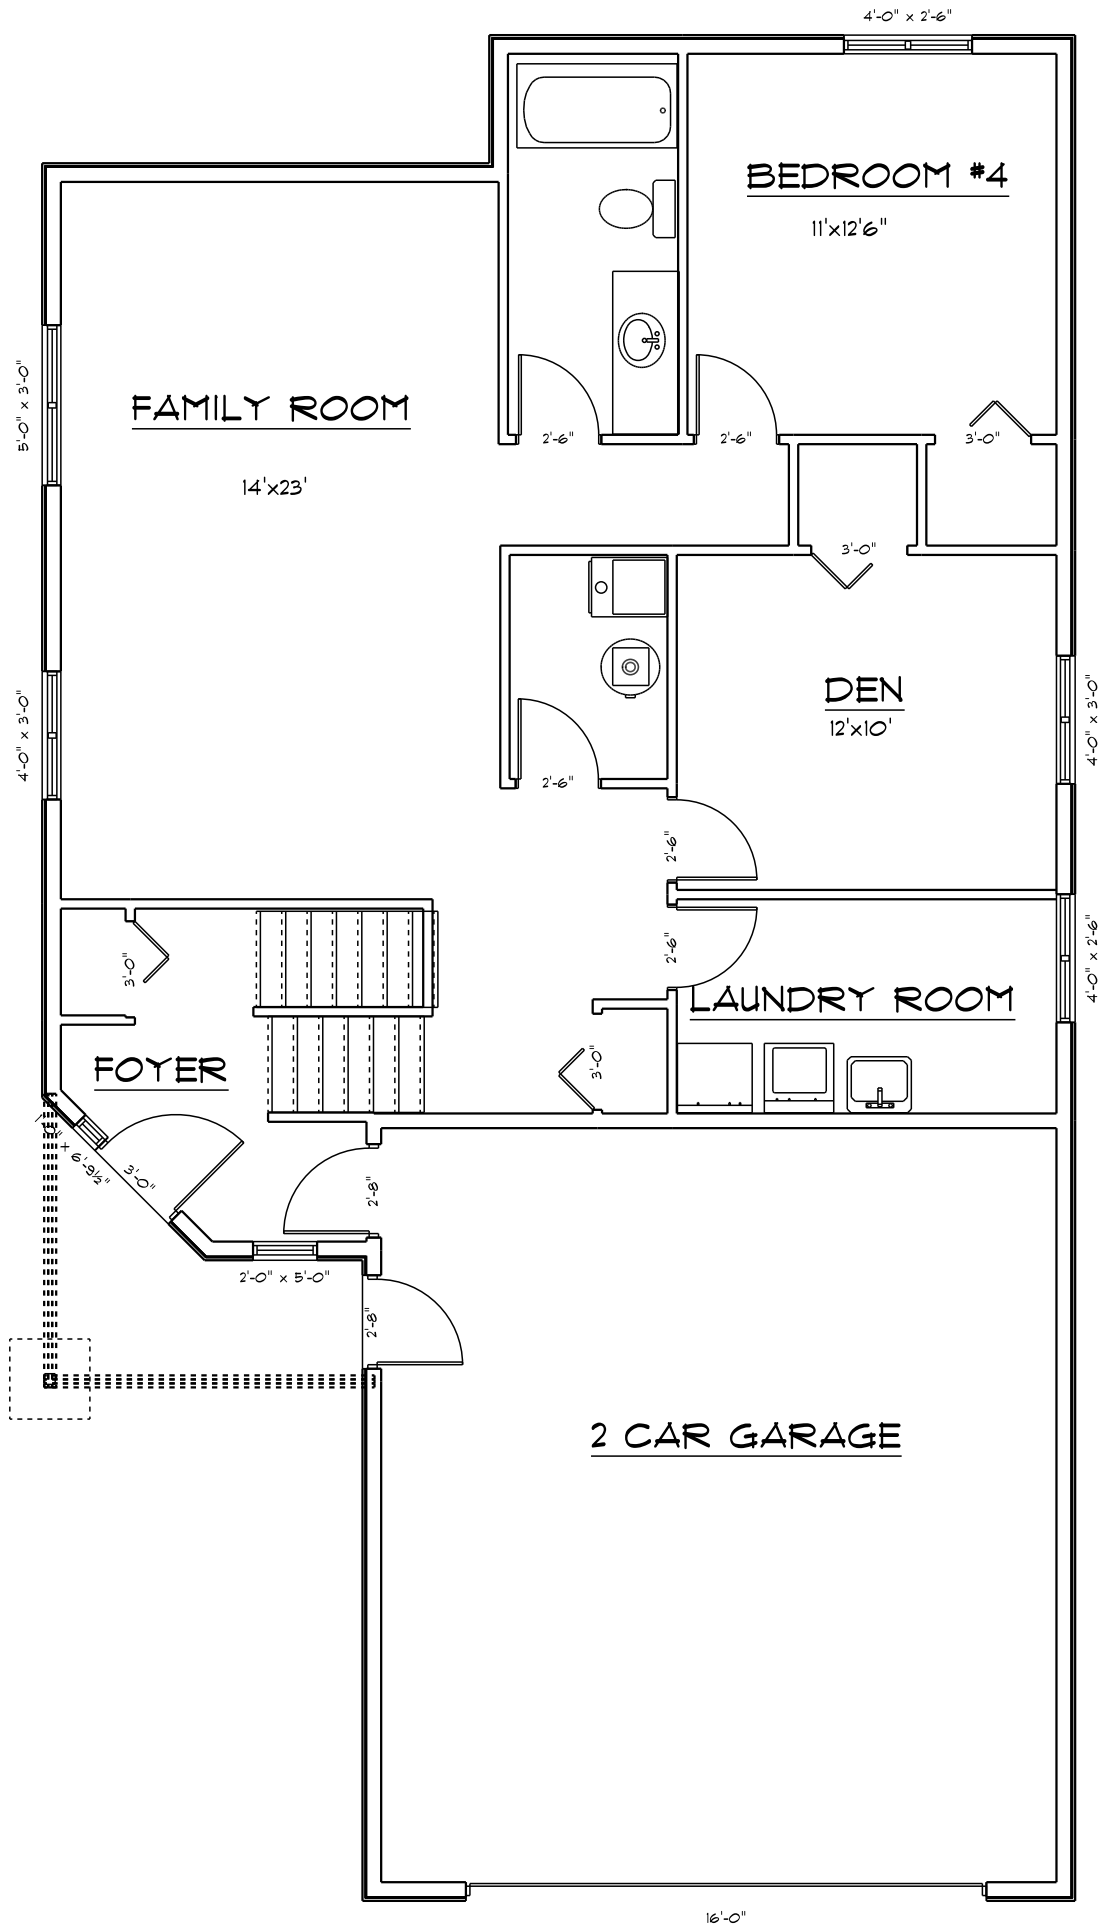 4'-0" x 2'-6"
BEDROOM #4
11'x12'6"
5'-0" x 3'-0"
FAMILY ROOM
2'-6"
2'-6"
3'-0"
14'x23'
3'-0"
4'-0" x 3'-0"
DEN
12'x10'
4'-0" x 3'-0"
2'-6"
2'-6"
2'-6"
4'-0" x 2'-6"
3'-0"
LAUNDRY ROOM
FOYER
3'-0"
x 6'-9½"
3'-0"
2'-8"
2'-0" x 5'-0"
2'-8"
2 CAR GARAGE
16'-0"